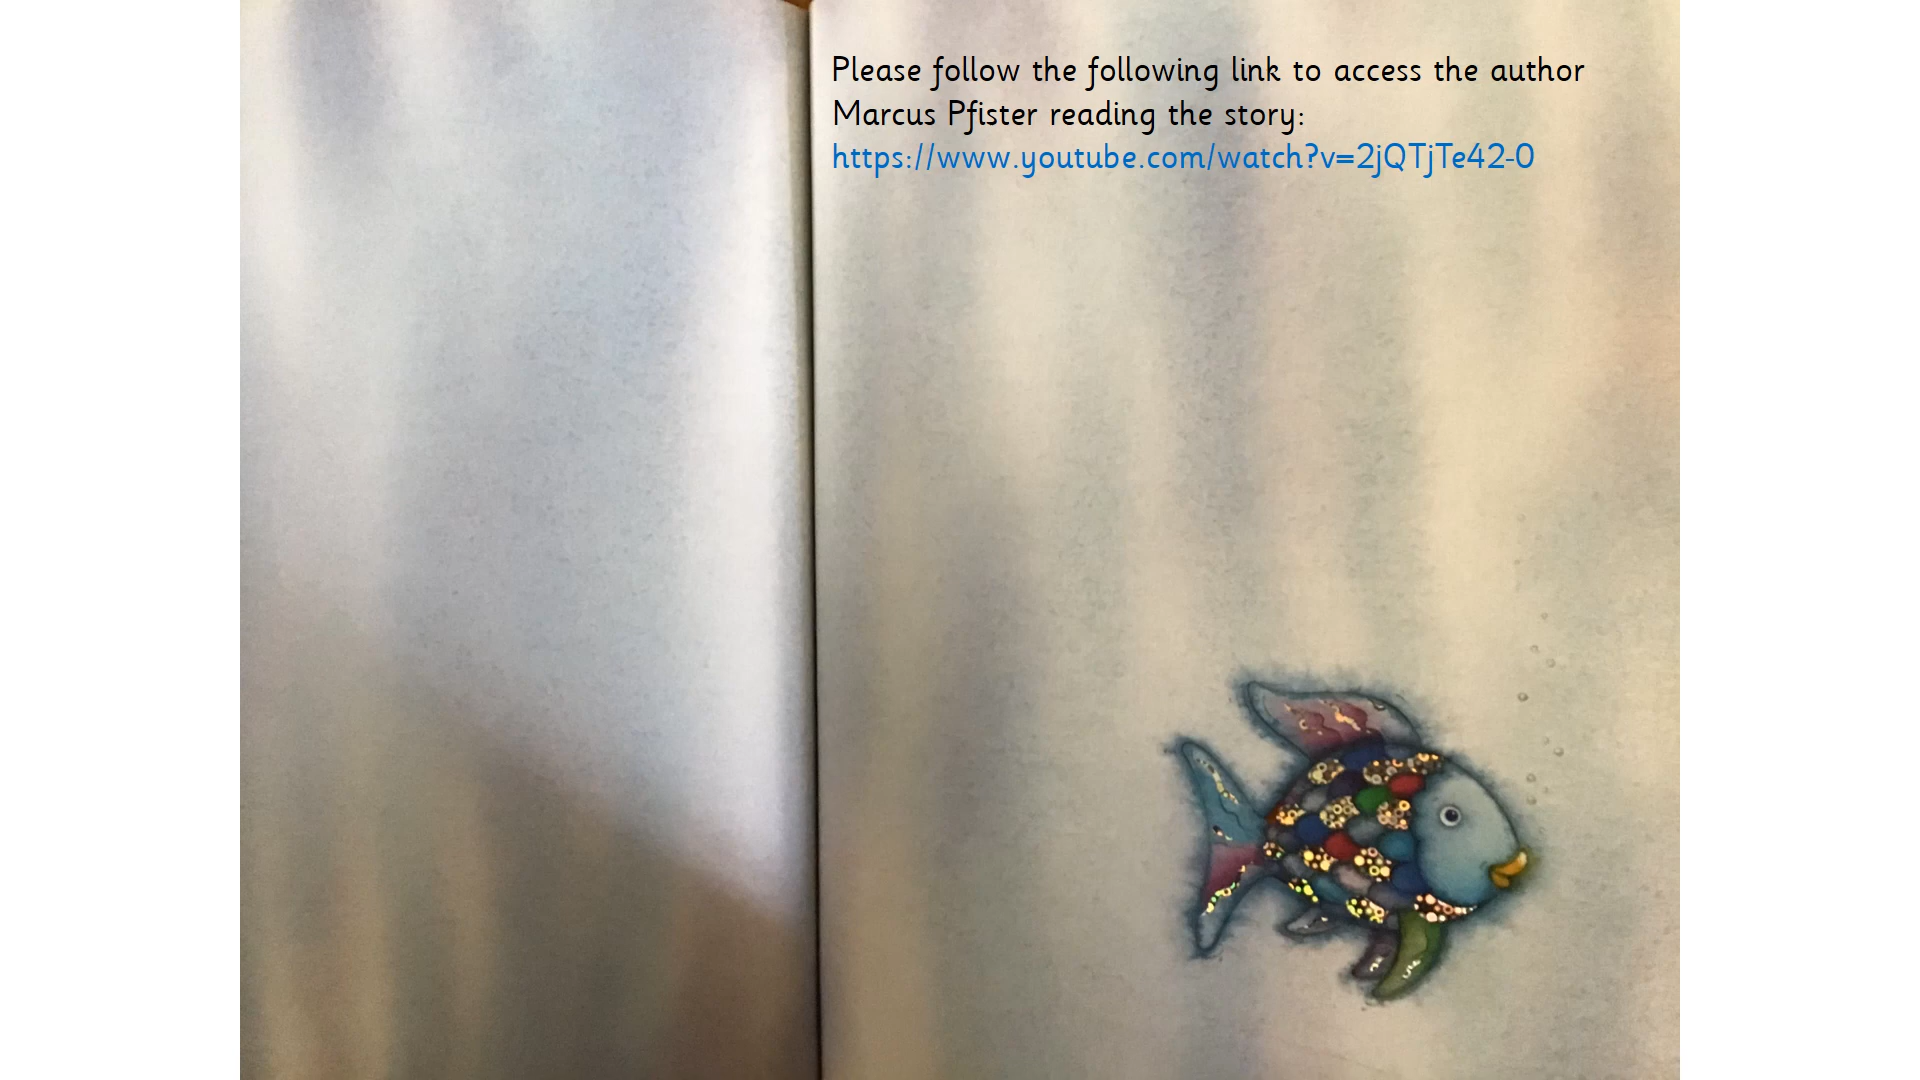 Please follow the following link to access the author
Marcus Pfister reading the story:
https://www.youtube.com/watch?v=2jQTjTe42-0